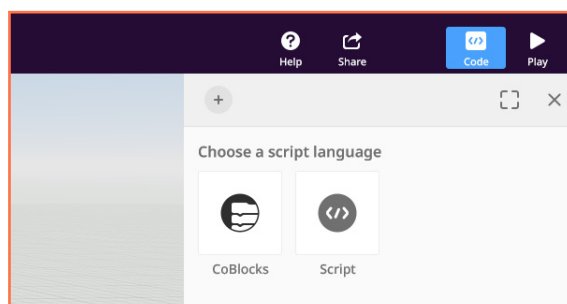 Help Share Code Play
Choose a script language
CoBlocks Script